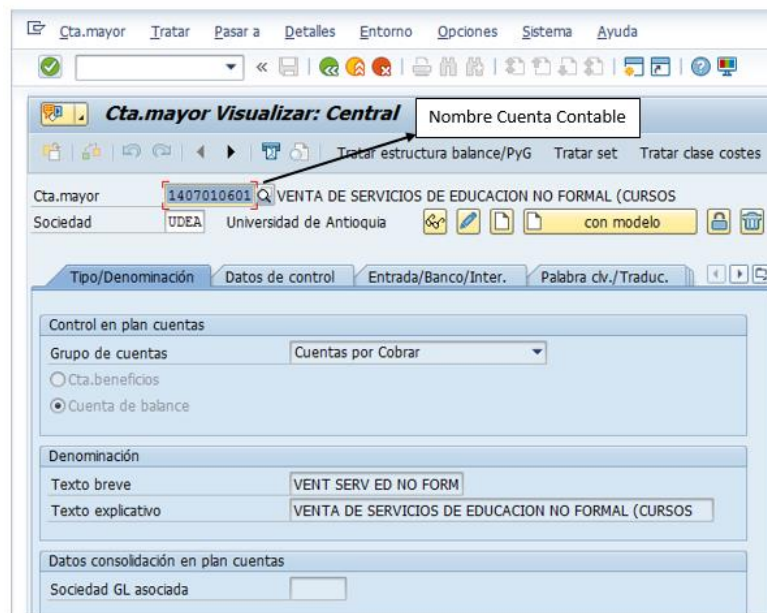 Cta.mayor Tratar Pasar a Detalles Entorno Opciones Sistema Ayuda
Cta.mayor Visualizar: Central
Nombre Cuenta Contable
Tratar estructura balance/PyG Tratar set Tratar clase costes
Cta.mayor 1407010601 VENTA DE SERVICIOS DE EDUCACION NO FORMAL (CURSOS
Sociedad UDEA Universidad de Antioquia con modelo
Tipo/Denominación Datos de control Entrada/Banco/Inter. Palabra clv./Traduc.
Control en plan cuentas
Grupo de cuentas Cuentas por Cobrar
Cta.beneficios
Cuenta de balance
Denominación
Texto breve VENT SERV ED NO FORM
Texto explicativo VENTA DE SERVICIOS DE EDUCACION NO FORMAL (CURSOS
Datos consolidación en plan cuentas
Sociedad GL asociada